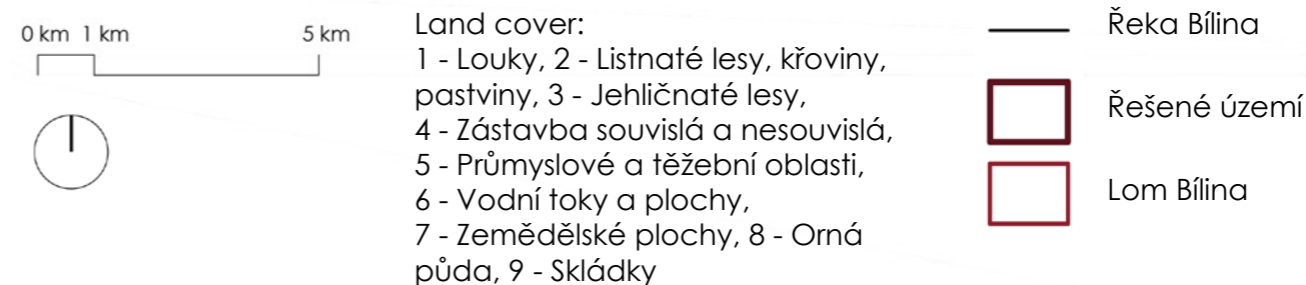 0 km 1 km 5 km
Land cover:
1 - Louky, 2 - Listnaté lesy, křoviny,
pastviny, 3 - Jehličnaté lesy,
4 - Zástavba souvislá a nesouvislá,
5 - Průmyslové a těžební oblasti,
6 - Vodní toky a plochy,
7 - Zemědělské plochy, 8 - Orná
půda, 9 - Skládky
Řeka Bílina
Řešené území
Lom Bílina